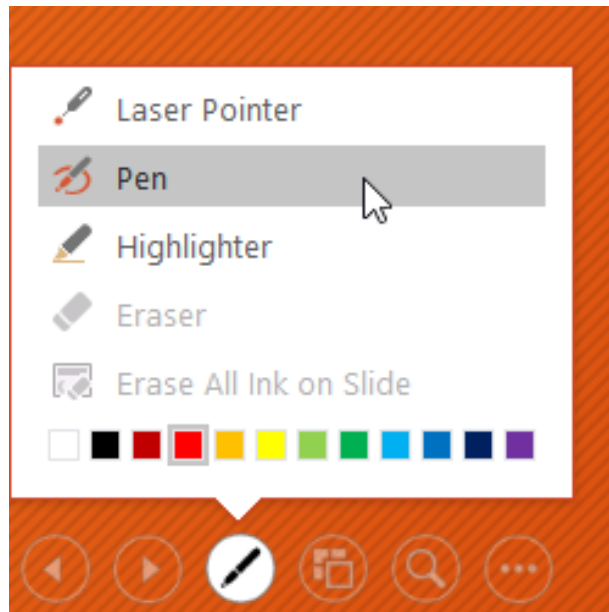 Laser Pointer
Pen
Highlighter
Eraser
Erase All Ink on Slide